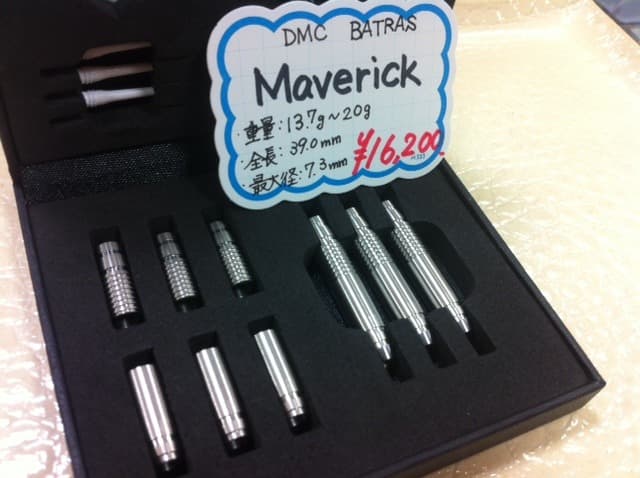 DMC BATRAS
Maverick
・重量:13.7g~20g
・全長:39.0mm
・最大径:7.3mm
¥16,200